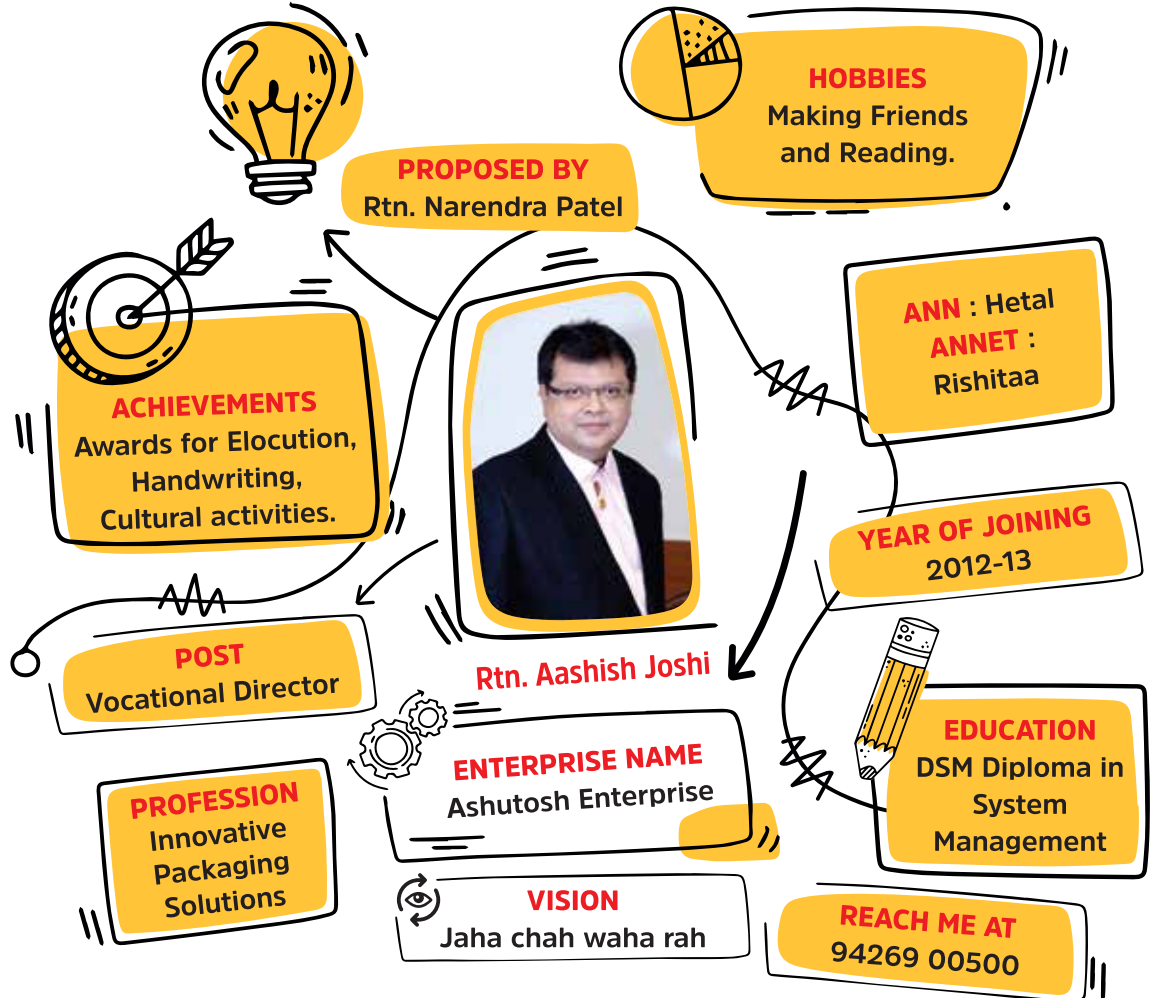 HOBBIES
Making Friends
and Reading.
PROPOSED BY
Rtn. Narendra Patel
ANN : Hetal
ANNET :
Rishitaa
ACHIEVEMENTS
Awards for Elocution,
Handwriting,
Cultural activities.
YEAR OF JOINING
2012-13
POST
Vocational Director
Rtn. Aashish Joshi
EDUCATION
DSM Diploma in
System
Management
ENTERPRISE NAME
Ashutosh Enterprise
PROFESSION
Innovative
Packaging
Solutions
VISION
Jaha chah waha rah
REACH ME AT
94269 00500